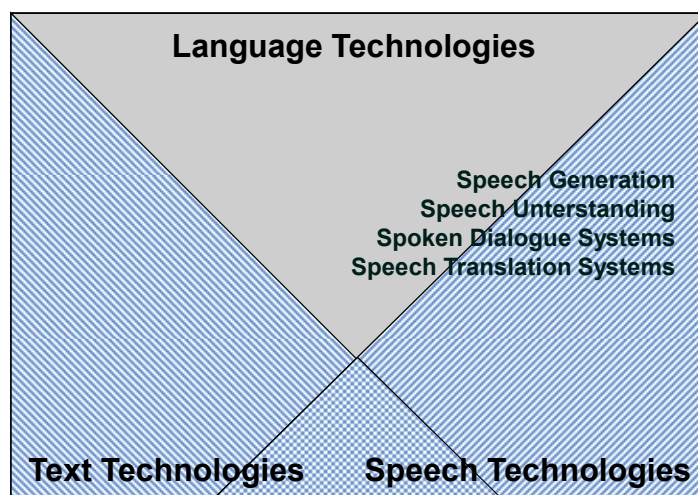 Language Technologies
Speech Generation
Speech Unterstanding
Spoken Dialogue Systems
Speech Translation Systems
Text Technologies
Speech Technologies